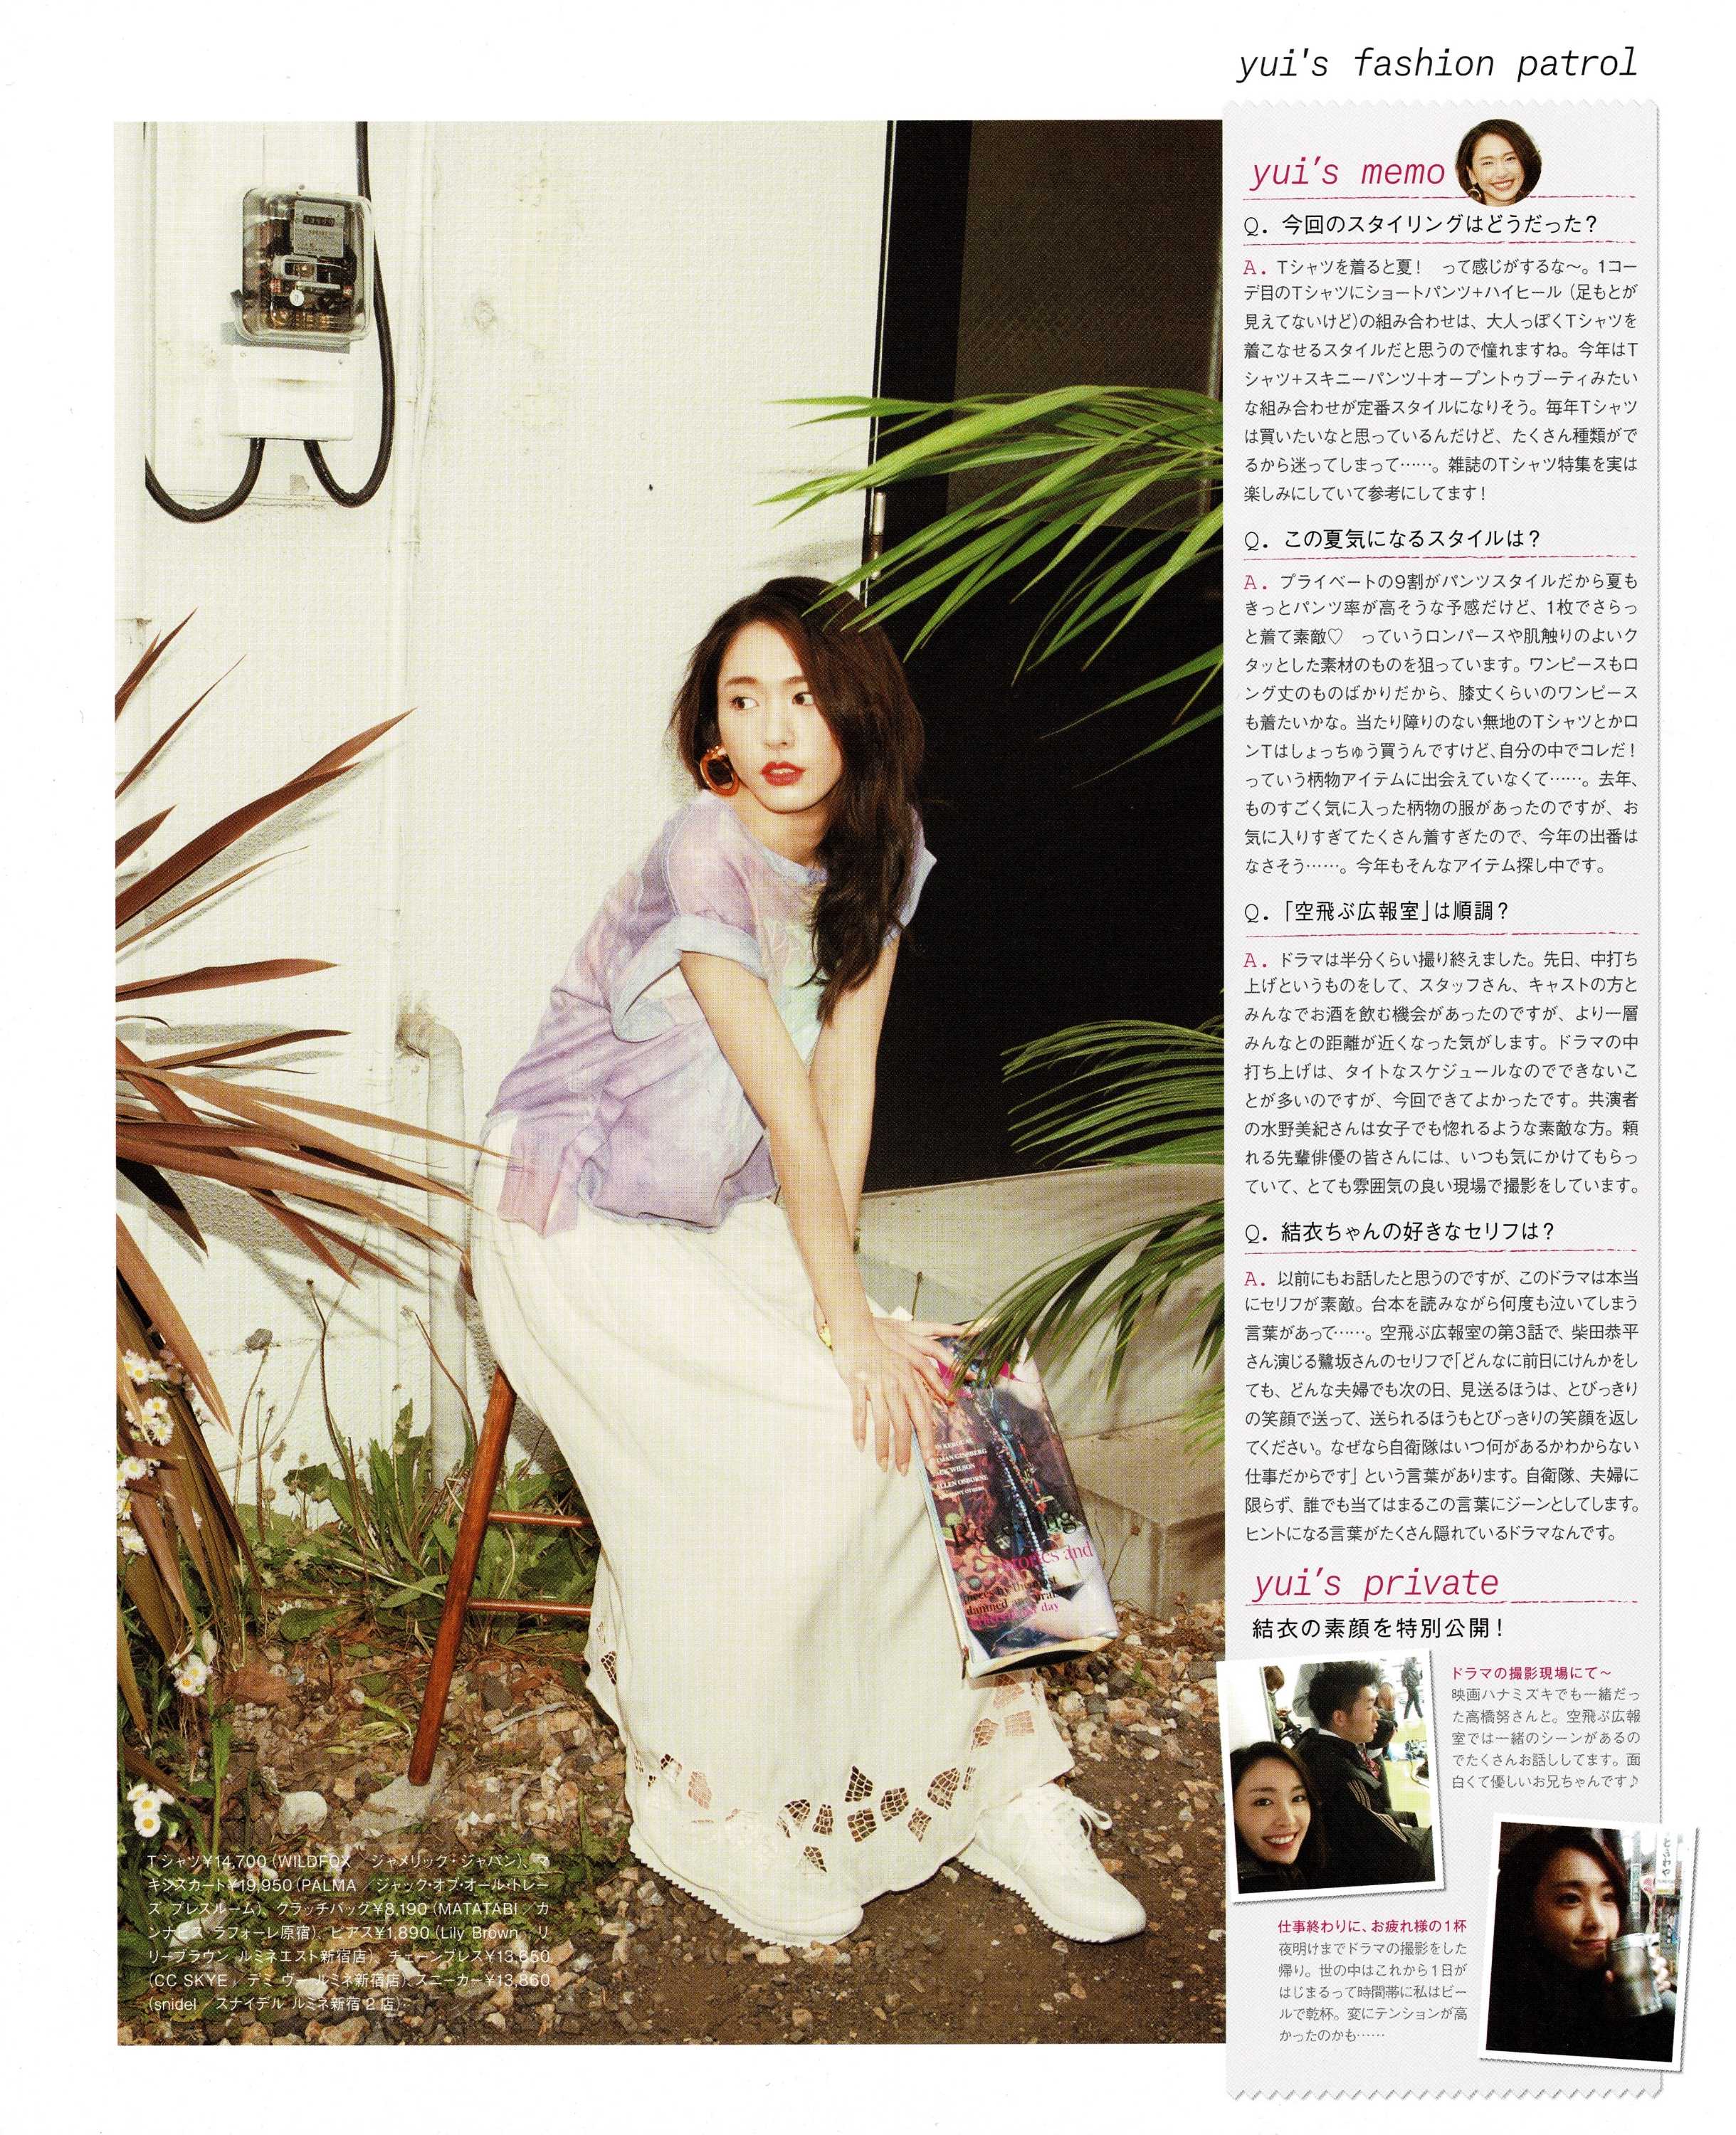 yui's fashion patrol
yui's memo
Q. 今回のスタイリングはどうだった?
A. Tシャツを着ると夏! って感じがするな〜。1コー
デ目のTシャツにショートパンツ+ハイヒール(足もとが
見えてないけど)の組み合わせは、大人っぽくTシャツを
着こなせるスタイルだと思うので憧れますね。今年はT
シャツ+スキニーパンツ+オープントゥブーティみたい
な組み合わせが定番スタイルになりそう。毎年Tシャツ
は買いたいなと思っているんだけど、たくさん種類がで
るから迷ってしまって……。雑誌のTシャツ特集を実は
楽しみにしていて参考にしてます!
Q. この夏気になるスタイルは?
A. プライベートの9割がパンツスタイルだから夏も
きっとパンツ率が高そうな予感だけど、1枚でさらっ
と着て素敵♡ っていうロンパースや肌触りのよいク
タッとした素材のものを狙っています。ワンピースもロ
ング丈のものばかりだから、膝丈くらいのワンピース
も着たいかな。当たり障りのない無地のTシャツとかロ
ンTはしょっちゅう買うんですけど、自分の中でコレだ!
っていう柄物アイテムに出会えていなくて……。去年、
ものすごく気に入った柄物の服があったのですが、お
気に入りすぎてたくさん着すぎたので、今年の出番は
なさそう……。今年もそんなアイテム探し中です。
Q.「空飛ぶ広報室」は順調?
A. ドラマは半分くらい撮り終えました。先日、中打ち
上げというものをして、スタッフさん、キャストの方と
みんなでお酒を飲む機会があったのですが、より一層
みんなとの距離が近くなった気がします。ドラマの中
打ち上げは、タイトなスケジュールなのでできないこ
とが多いのですが、今回できてよかったです。共演者
の水野美紀さんは女子でも惚れるような素敵な方。頼
れる先輩俳優の皆さんには、いつも気にかけてもらっ
ていて、とても雰囲気の良い現場で撮影をしています。
Q. 結衣ちゃんの好きなセリフは?
A. 以前にもお話したと思うのですが、このドラマは本当
にセリフが素敵。台本を読みながら何度も泣いてしまう
言葉があって……。空飛ぶ広報室の第3話で、柴田恭平
さん演じる鷺坂さんのセリフで「どんなに前日にけんかをし
ても、どんな夫婦でも次の日、見送るほうは、とびっきり
の笑顔で送って、送られるほうもとびっきりの笑顔を返し
てください。なぜなら自衛隊はいつ何があるかわからない
仕事だからです」という言葉があります。自衛隊、夫婦に
限らず、誰でも当てはまるこの言葉にジーンとしてします。
ヒントになる言葉がたくさん隠れているドラマなんです。
yui's private
結衣の素顔を特別公開!
ドラマの撮影現場にて〜
映画ハナミズキでも一緒だっ
た高橋努さんと。空飛ぶ広報
室では一緒のシーンがあるの
でたくさんお話ししてます。面
白くて優しいお兄ちゃんです♪
仕事終わりに、お疲れ様の1杯
夜明けまでドラマの撮影をした
帰り。世の中はこれから1日が
はじまるって時間帯に私はビー
ルで乾杯。変にテンションが高
かったのかも……
Tシャツ¥14,700(WILDFOX/ジャメリック・ジャパン)、マ
キシスカート¥19,950(PALMA/ジャック・オブ・オール・トレー
ズ プレスルーム)、クラッチバッグ¥8,190(MATATABI/カ
ンナビス ラフォーレ原宿)、ピアス¥1,890(Lily Brown/リ
リーブラウン ルミネエスト新宿店)、チェーンブレス¥13,650
(CC SKYE/デミ ヴー ルミネ新宿店)、スニーカー¥13,860
(snidel/スナイデル ルミネ新宿2店)
ALLEN GINSBERG
WILSON
ALLEN OSBORNE
stories and
damned
day